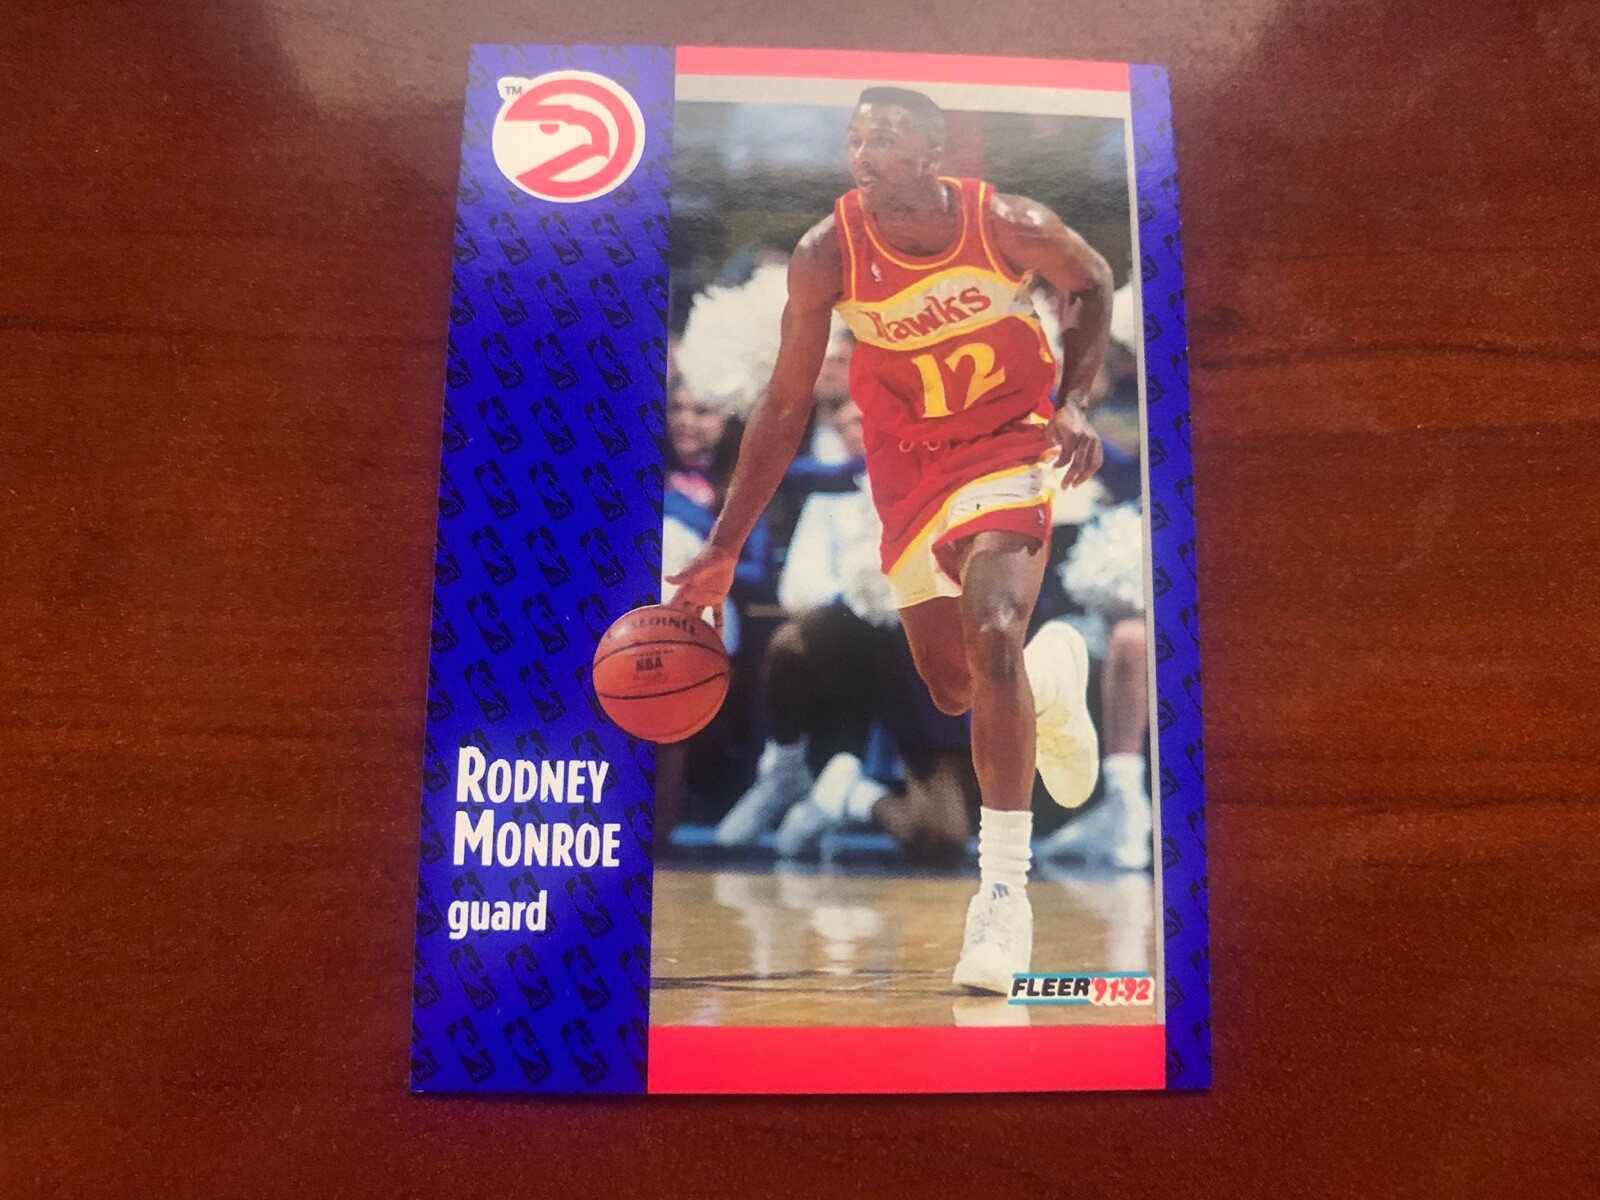 TM
Hawks
12
SPALDING
NBA
RODNEY
MONROE
guard
FLEER '91-'92